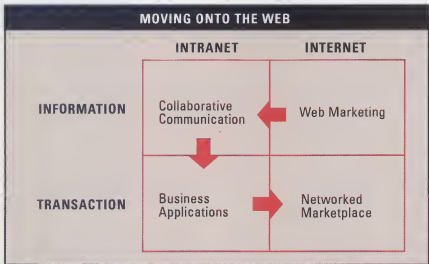 MOVING ONTO THE WEB
INTRANET INTERNET
INFORMATION
Collaborative
Communication
Web Marketing
TRANSACTION
Business
Applications
Networked
Marketplace